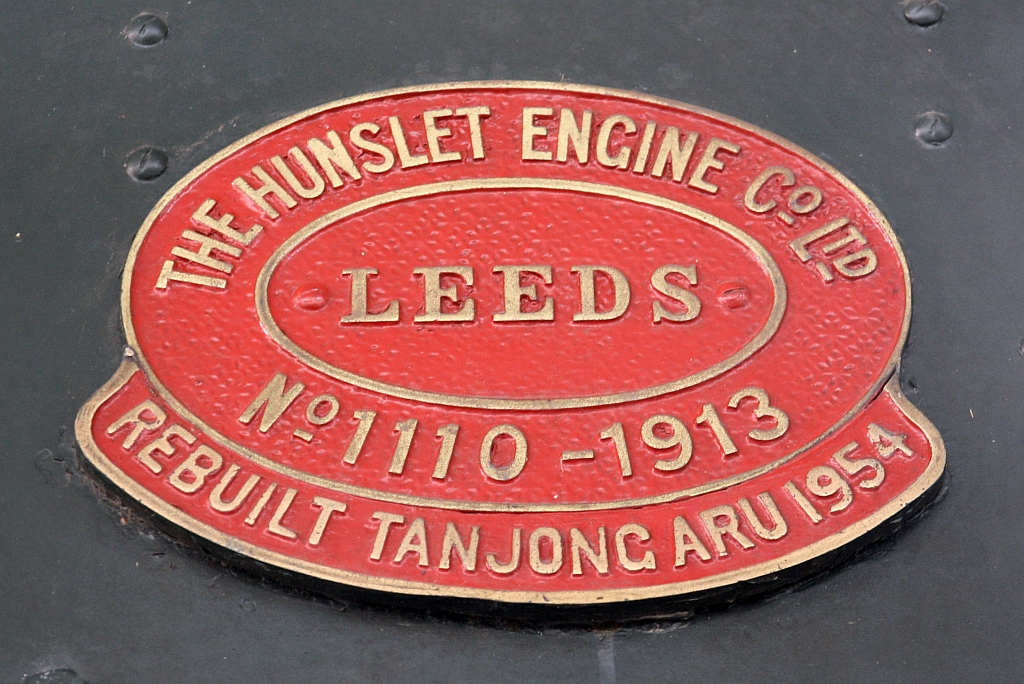 THE HUNSLET ENGINE Cº LTD
LEEDS
Nº 1110 - 1913
REBUILT TANJONG ARU 1954